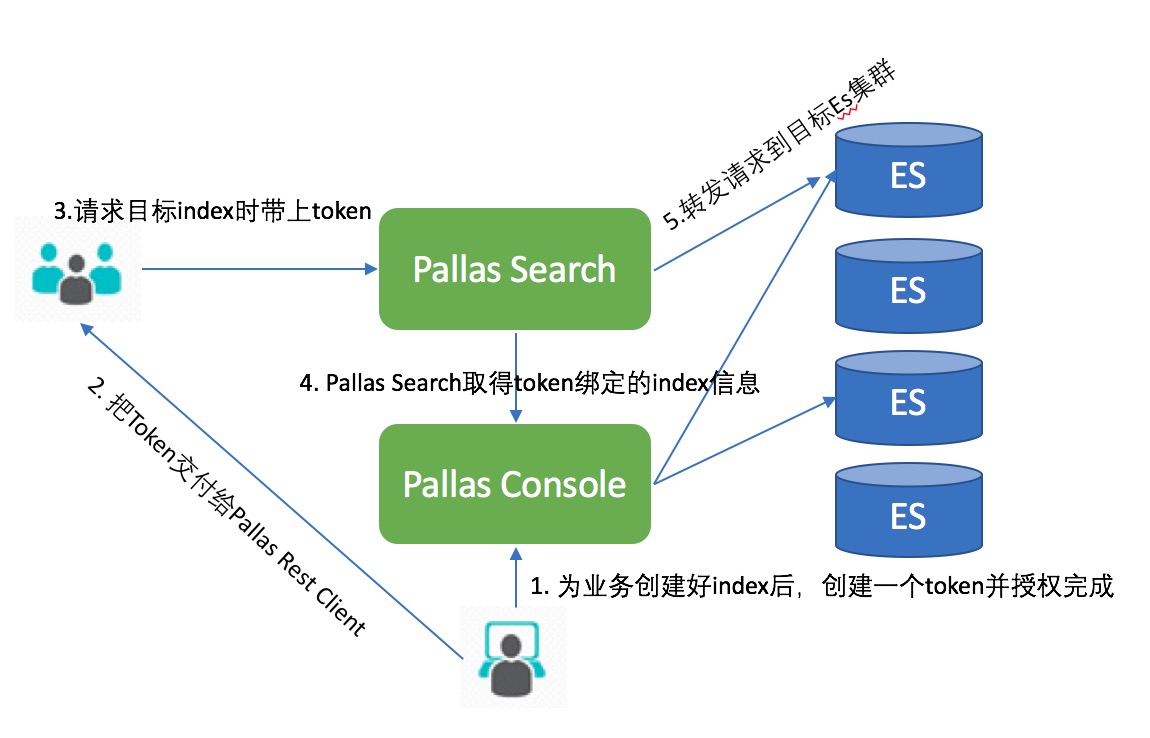 5.转发请求到目标Es集群
ES
3.请求目标index时带上token
Pallas Search
ES
4. Pallas Search取得token绑定的index信息
ES
2. 把Token交付给Pallas Rest Client
Pallas Console
ES
1. 为业务创建好index后，创建一个token并授权完成